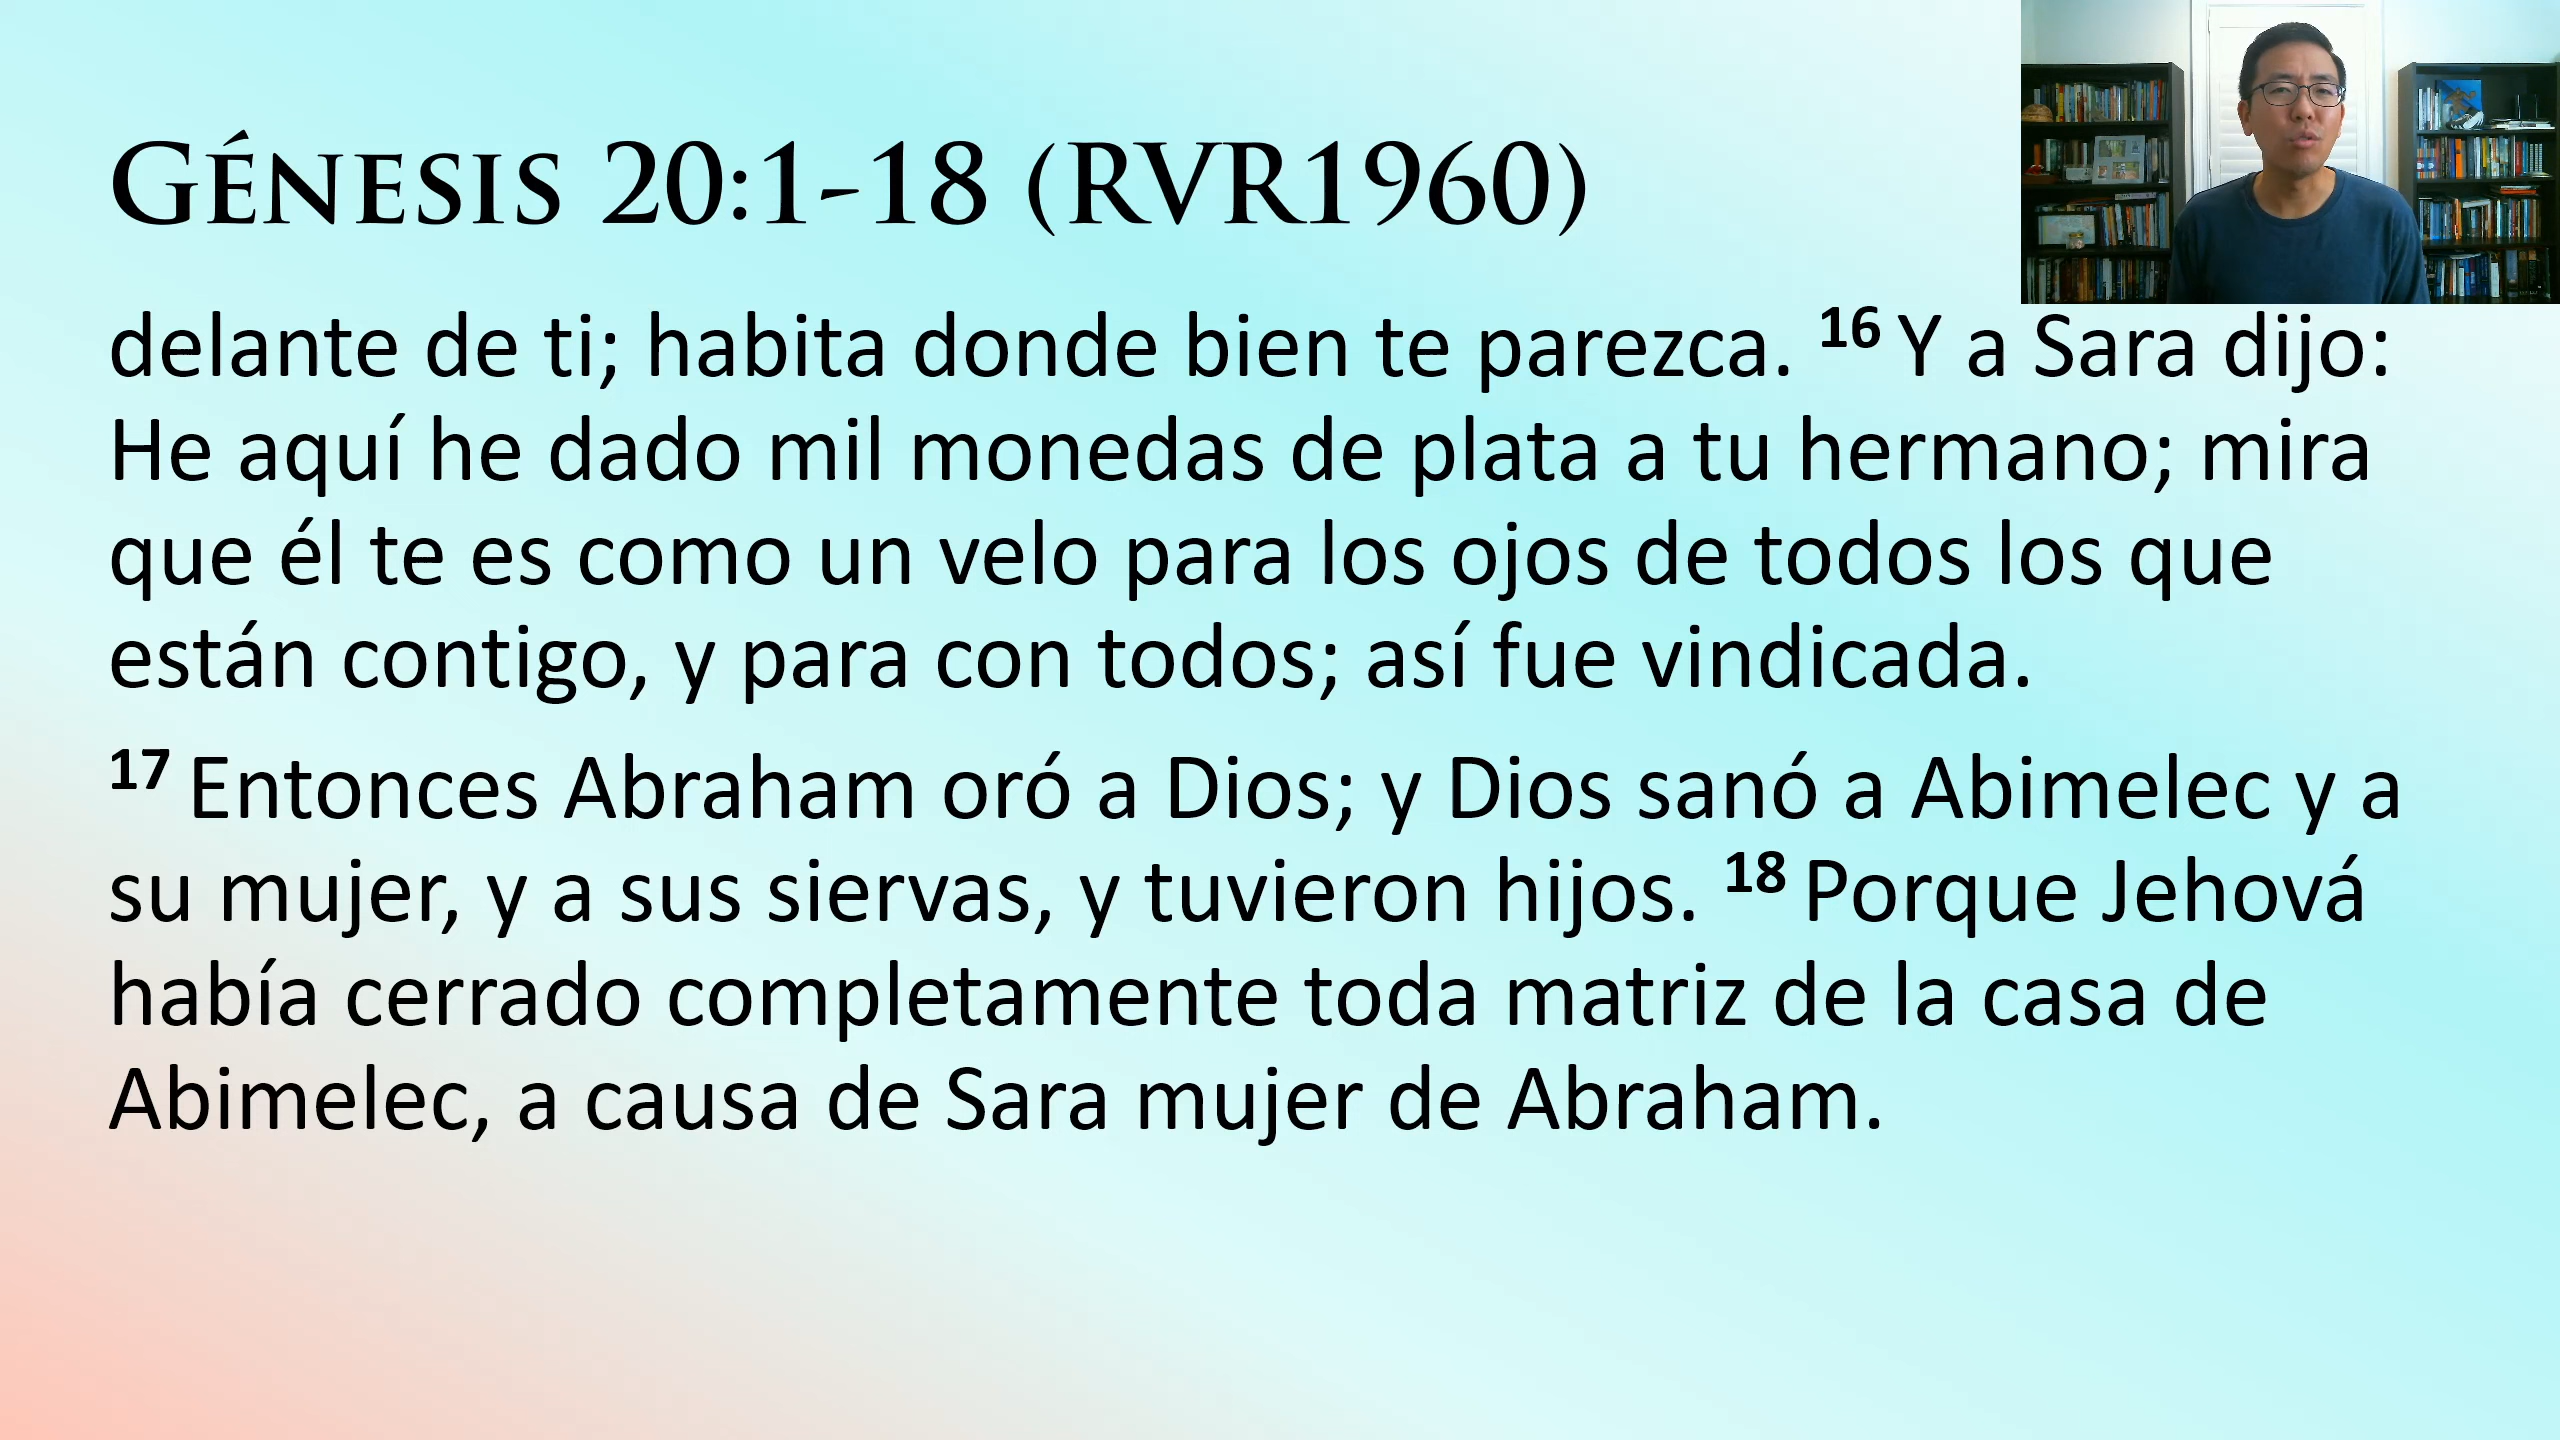 GÉNESIS 20:1-18 (RVR1960)
delante de ti; habita donde bien te parezca. 16 Y a Sara dijo:
He aquí he dado mil monedas de plata a tu hermano; mira
que él te es como un velo para los ojos de todos los que
están contigo, y para con todos; así fue vindicada.
17 Entonces Abraham oró a Dios; y Dios sanó a Abimelec y a
su mujer, y a sus siervas, y tuvieron hijos. 18 Porque Jehová
había cerrado completamente toda matriz de la casa de
Abimelec, a causa de Sara mujer de Abraham.